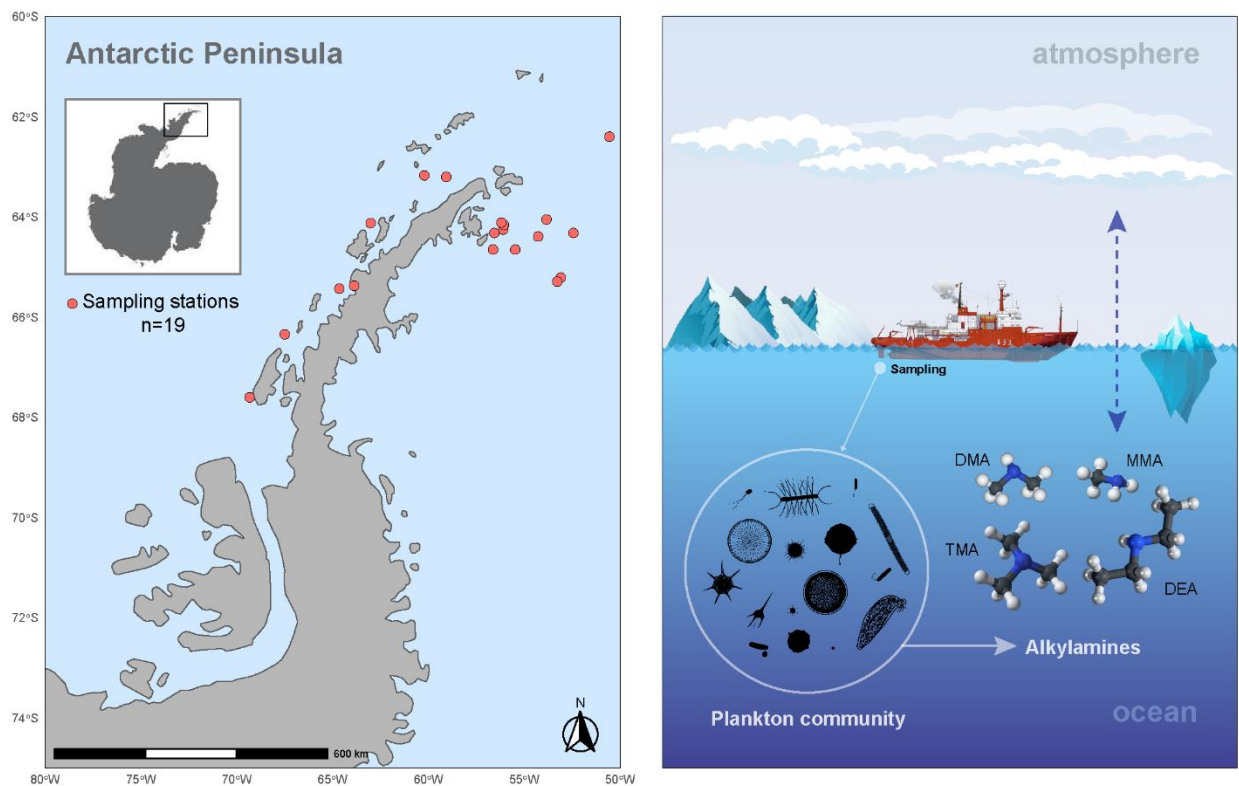 Antarctic Peninsula
Sampling stations
n=19
60°S
62°S
64°S
66°S
68°S
70°S
72°S
74°S
N
600 km
80°W
75°W
70°W
65°W
60°W
55°W
50°W
atmosphere
A 33
Sampling
DMA
MMA
TMA
DEA
Alkylamines
Plankton community
ocean